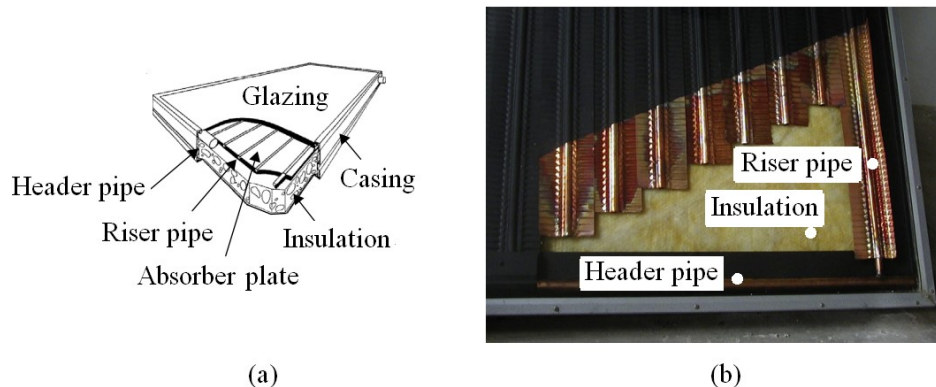 Glazing
Header pipe
Casing
Riser pipe
Insulation
Absorber plate
Riser pipe
Insulation
Header pipe
(a)
(b)